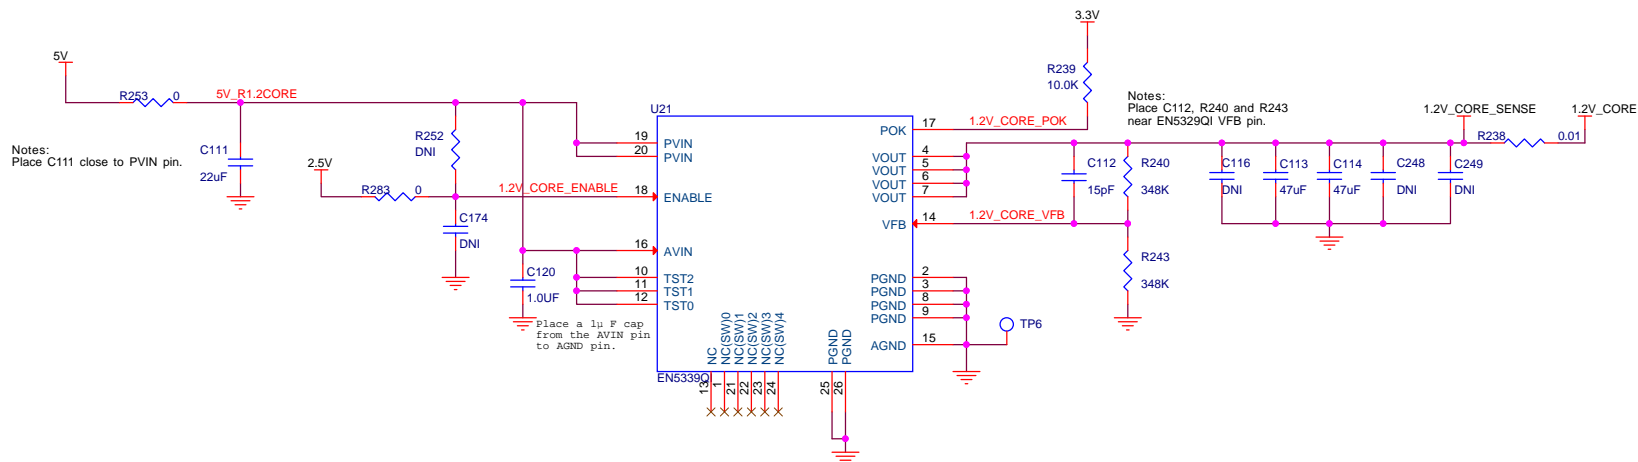 3.3V
5V
R239
10.0K
R253 0
5V_R1.2CORE
Notes:
Place C112, R240 and R243
near EN5329QI VFB pin.
1.2V_CORE_SENSE
1.2V_CORE
U21
R238 0.01
17
1.2V_CORE_POK
POK
Notes:
Place C111 close to PVIN pin.
C111
22uF
R252
DNI
19
PVIN
20
PVIN
VOUT
4
VOUT
5
VOUT
6
VOUT
7
C112
15pF
R240
348K
C116
DNI
C113
47uF
C114
47uF
C248
DNI
C249
DNI
2.5V
R283 0
1.2V_CORE_ENABLE
18
ENABLE
C174
DNI
VFB
14
1.2V_CORE_VFB
16
AVIN
R243
348K
C120
1.0UF
10
TST2
11
TST1
12
TST0
PGND
2
PGND
3
PGND
8
PGND
9
AGND
15
TP6
Place a 1µ F cap
from the AVIN pin
to AGND pin.
NC
NC(SW)0
NC(SW)1
NC(SW)2
NC(SW)3
NC(SW)4
PGND
PGND
EN5339QI
13
1
21
22
23
24
25
26